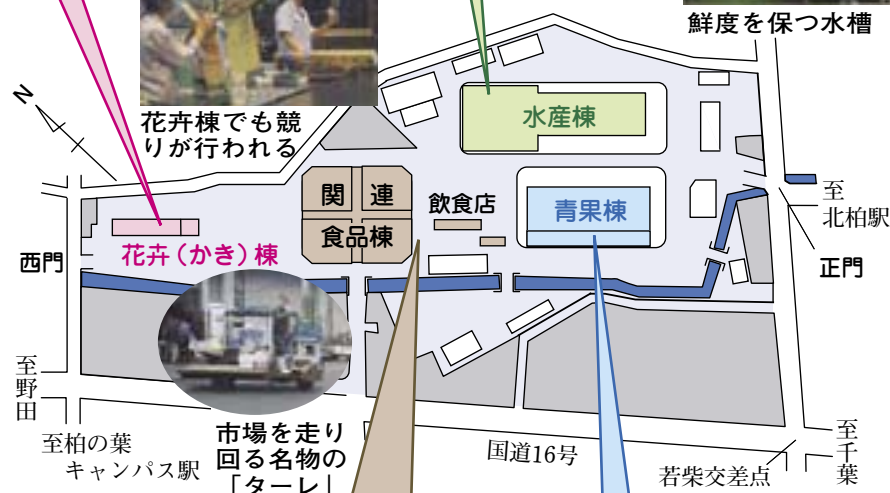 鮮度を保つ水槽
N
花卉棟でも競
りが行われる
水産棟
関連
食品棟
飲食店
青果棟
至
北柏駅
花卉（かき）棟
西門
正門
至野田
至柏の葉
キャンパス駅
市場を走り
回る名物の
「ターレ」
国道16号
若柴交差点
至千葉